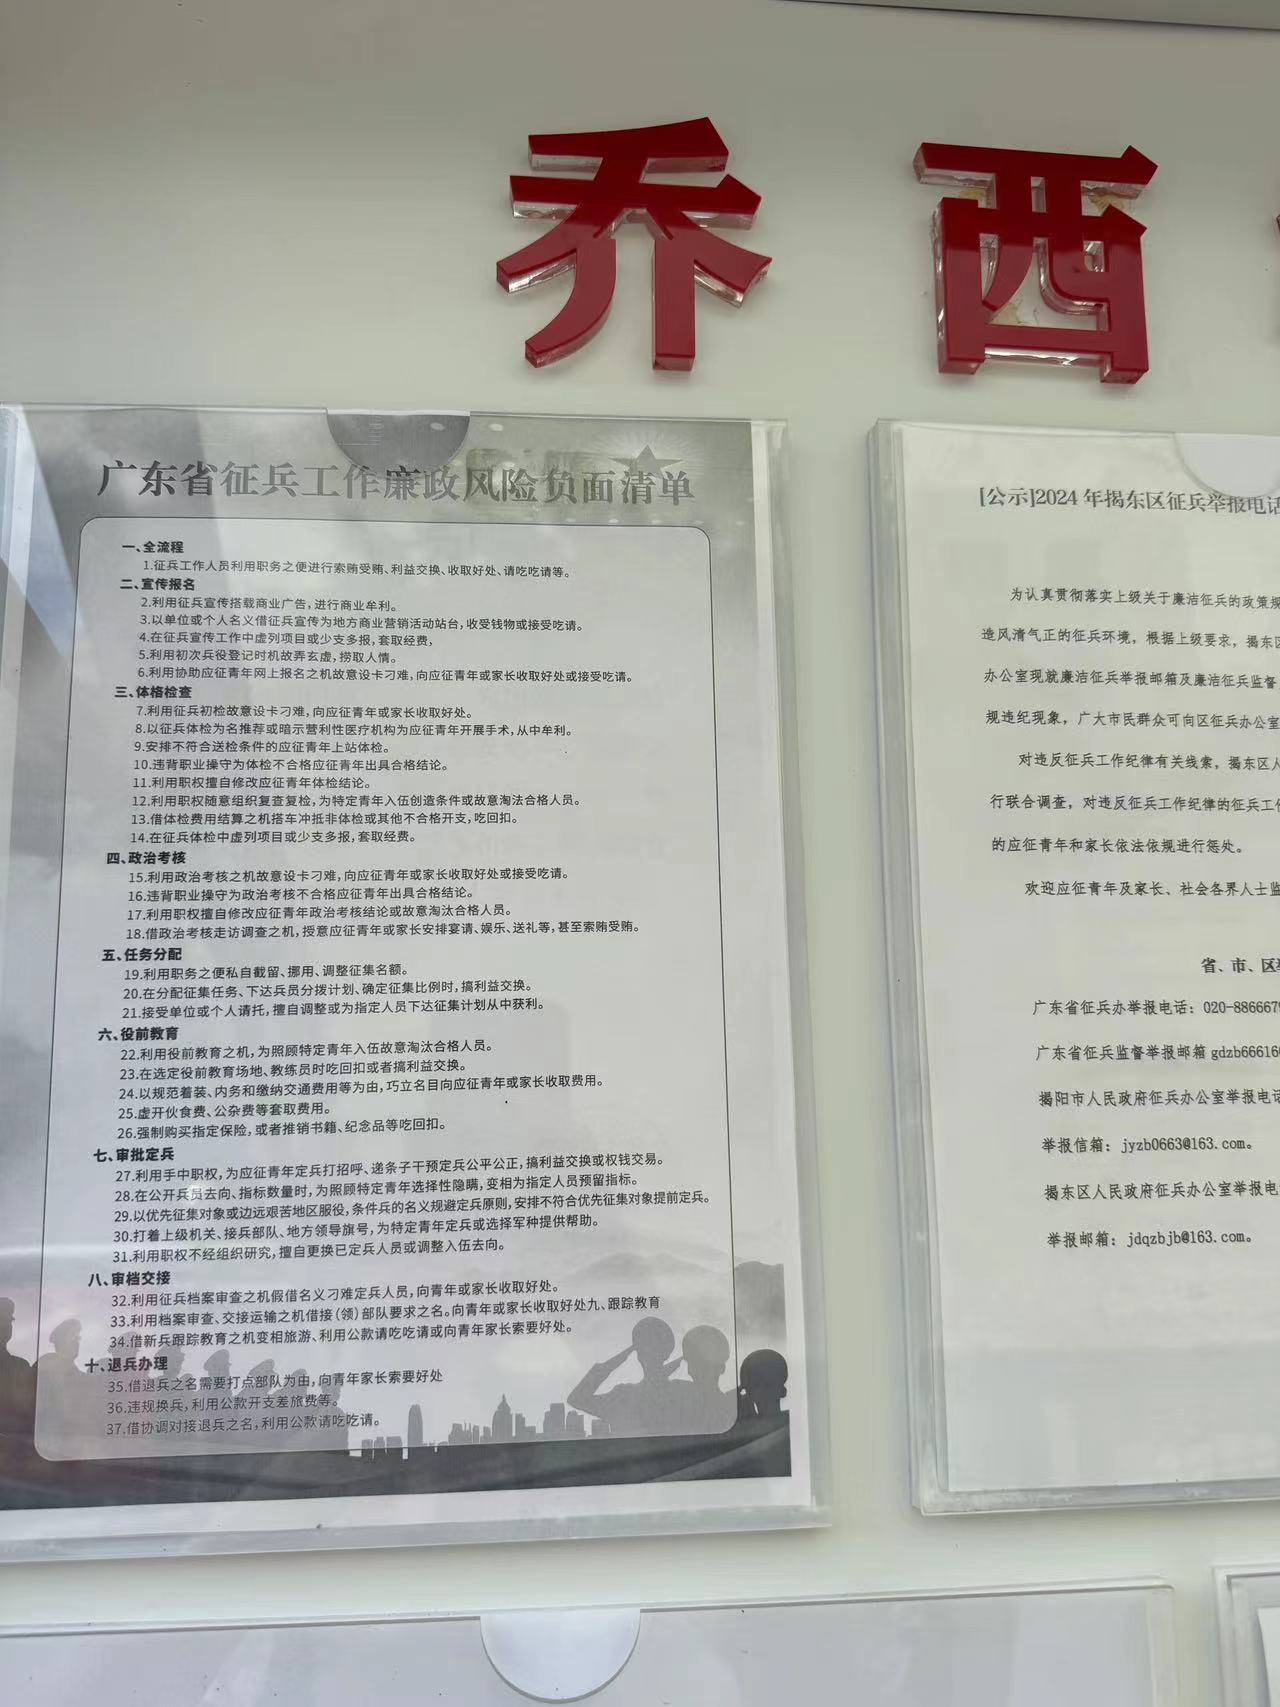 乔西
广东省征兵工作廉政风险负面清单
一、全流程
1.征兵工作人员利用职务之便进行索贿受贿、利益交换、收取好处、请吃吃请等。
二、宣传报名
2.利用征兵宣传搭载商业广告，进行商业牟利。
3.以单位或个人名义借征兵宣传为地方商业营销活动站台，收受钱物或接受吃请。
4.在征兵宣传工作中虚列项目或少支多报，套取经费，
5.利用初次兵役登记时机故弄玄虚，捞取人情。
6.利用协助应征青年网上报名之机故意设卡刁难，向应征青年或家长收取好处或接受吃请。
三、体格检查
7.利用征兵初检故意设卡刁难，向应征青年或家长收取好处。
8.以征兵体检为名推荐或暗示营利性医疗机构为应征青年开展手术，从中牟利。
9.安排不符合送检条件的应征青年上站体检。
10.违背职业操守为体检不合格应征青年出具合格结论。
11.利用职权擅自修改应征青年体检结论。
12.利用职权随意组织复查复检，为特定青年入伍创造条件或故意淘法合格人员。
13.借体检费用结算之机搭车冲抵非体检或其他不合格开支，吃回扣。
14.在征兵体检中虚列项目或少支多报，套取经费。
四、政治考核
15.利用政治考核之机故意设卡刁难，向应征青年或家长收取好处或接受吃请。
16.违背职业操守为政治考核不合格应征青年出具合格结论。
17.利用职权擅自修改应征青年政治考核结论或故意淘汰合格人员。
18.借政治考核走访调查之机，授意应征青年或家长安排宴请、娱乐、送礼等，甚至索贿受贿。
五、任务分配
19.利用职务之便私自截留、挪用、调整征集名额。
20.在分配征集任务、下达兵员分拨计划、确定征集比例时，搞利益交换。
21.接受单位或个人请托，擅自调整或为指定人员下达征集计划从中获利。
六、役前教育
22.利用役前教育之机，为照顾特定青年入伍故意淘汰合格人员。
23.在选定役前教育场地、教练员时吃回扣或者搞利益交换。
24.以规范着装、内务和缴纳交通费用等为由，巧立名目向应征青年或家长收取费用。
25.虚开伙食费、公杂费等套取费用。
26.强制购买指定保险，或者推销书籍、纪念品等吃回扣。
七、审批定兵
27.利用手中职权，为应征青年定兵打招呼、递条子干预定兵公平公正，搞利益交换或权钱交易。
28.在公开兵员去向、指标数量时，为照顾特定青年选择性隐瞒，变相为指定人员预留指标。
29.以优先征集对象或边远艰苦地区服役，条件兵的名义规避定兵原则，安排不符合优先征集对象提前定兵。
30.打着上级机关、接兵部队、地方领导旗号，为特定青年定兵或选择军种提供帮助。
31.利用职权不经组织研究，擅自更换已定兵人员或调整入伍去向。
八、审档交接
32.利用征兵档案审查之机假借名义刁难定兵人员，向青年或家长收取好处。
33.利用档案审查、交接运输之机借接（领）部队要求之名。向青年或家长收取好处九、跟踪教育
34.借新兵跟踪教育之机变相旅游、利用公款请吃吃请或向青年家长索要好处。
十、退兵办理
35.借退兵之名需要打点部队为由，向青年家长索要好处
36.违规换兵，利用公款开支差旅费等。
37.借协调对接退兵之名，利用公款请吃吃请。
[公示]2024年揭东区征兵举报电话
为认真贯彻落实上级关于廉洁征兵的政策规
造风清气正的征兵环境，根据上级要求，揭东区
办公室现就廉洁征兵举报邮箱及廉洁征兵监督
规违纪现象，广大市民群众可向区征兵办公室
对违反征兵工作纪律有关线索，揭东区人
行联合调查，对违反征兵工作纪律的征兵工作
的应征青年和家长依法依规进行惩处。
欢迎应征青年及家长、社会各界人士监
省、市、区举
广东省征兵办举报电话：020-8866679
广东省征兵监督举报邮箱gdzb66616
揭阳市人民政府征兵办公室举报电话
举报信箱：jyzb0663@163.com。
揭东区人民政府征兵办公室举报电
举报邮箱：jdqzbjb@163.com。